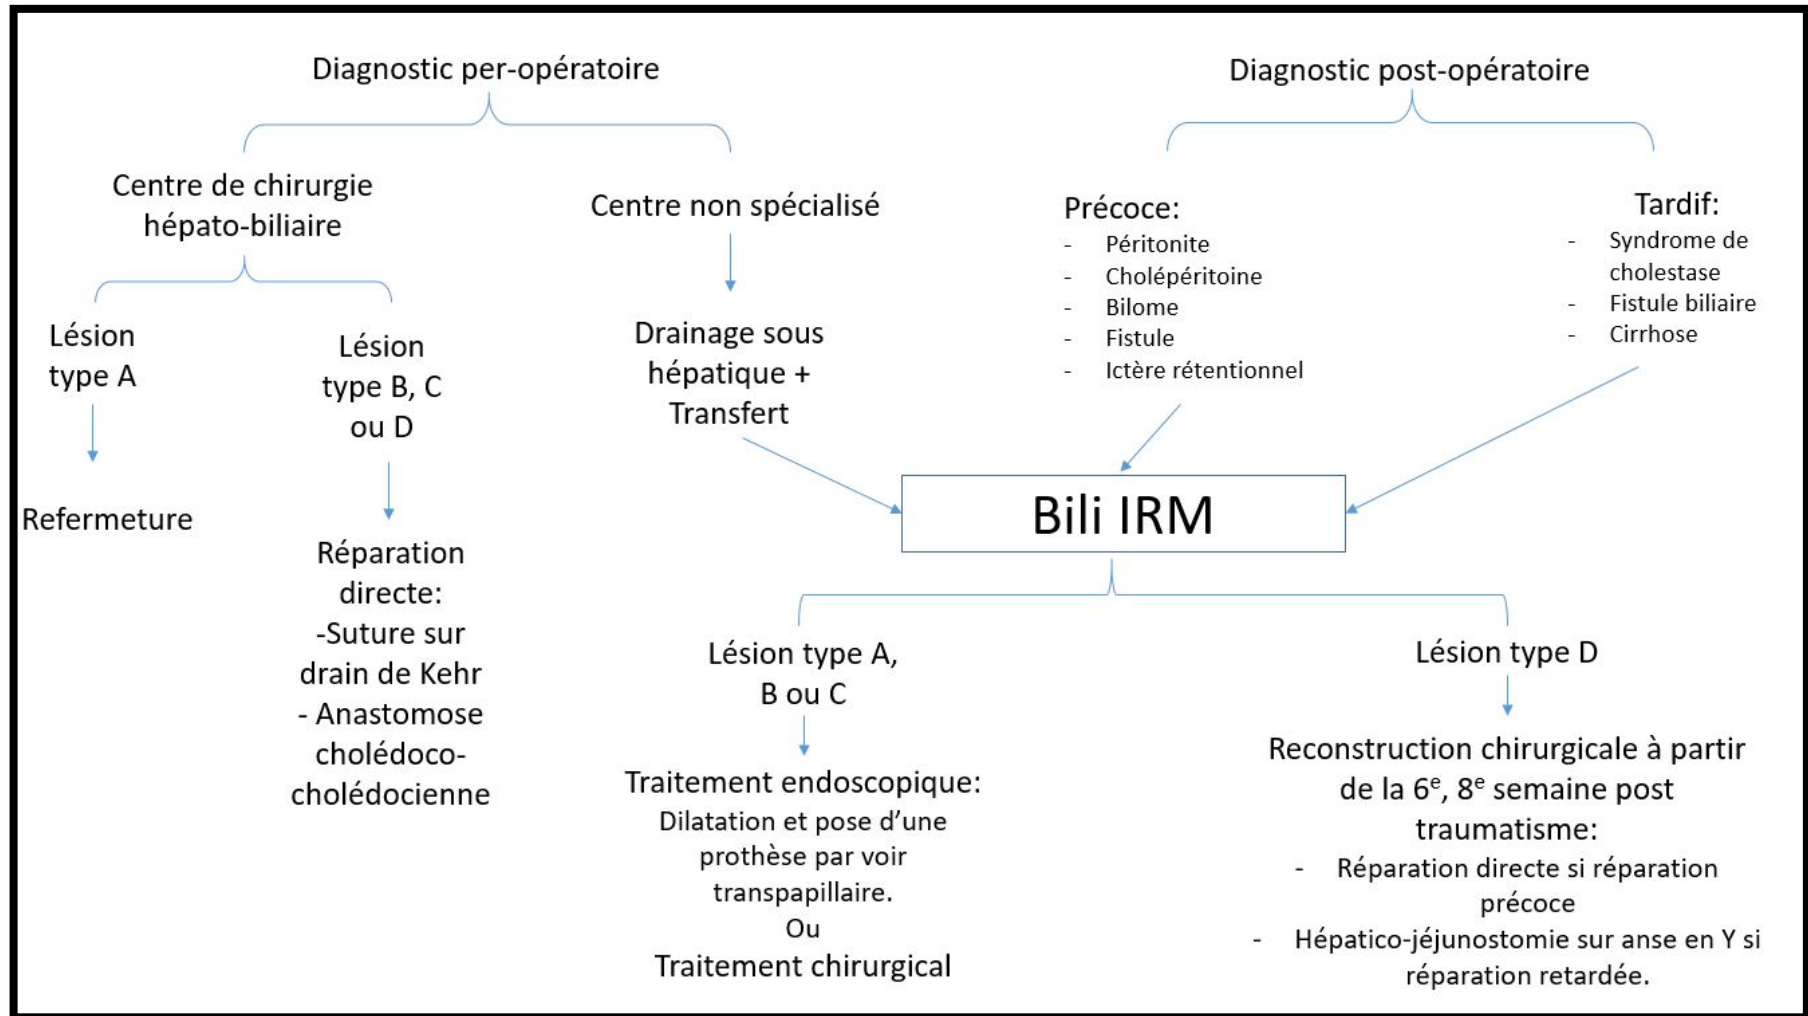 Diagnostic per-opératoire
Diagnostic post-opératoire
Centre de chirurgie
hépato-biliaire
Centre non spécialisé
Précoce:
- Péritonite
- Cholépéritoine
- Bilome
- Fistule
- Ictère rétentionnel
Tardif:
- Syndrome de
cholestase
- Fistule biliaire
- Cirrhose
Lésion
type A
Lésion
type B, C
ou D
Drainage sous
hépatique +
Transfert
Refermeture
Réparation
directe:
-Suture sur
drain de Kehr
- Anastomose
cholédoco-
cholédocienne
Bili IRM
Lésion type A,
B ou C
Lésion type D
Traitement endoscopique:
Dilatation et pose d’une
prothèse par voir
transpapillaire.
Ou
Traitement chirurgical
Reconstruction chirurgicale à partir
de la 6e, 8e semaine post
traumatisme:
- Réparation directe si réparation
précoce
- Hépatico-jéjunostomie sur anse en Y si
réparation retardée.